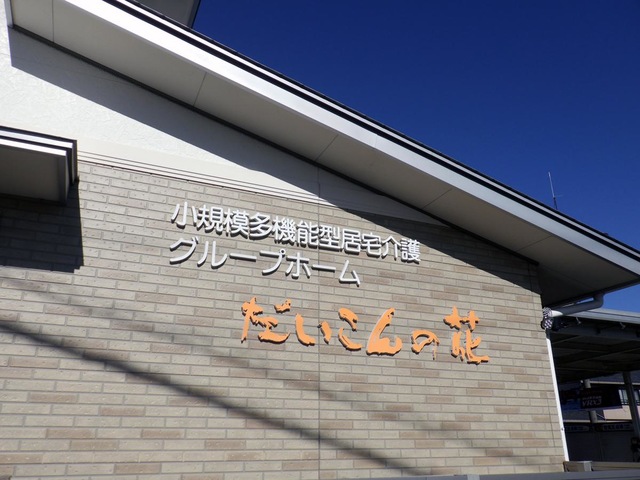 小規模多機能型居宅介護
グループホーム
だいこんの花